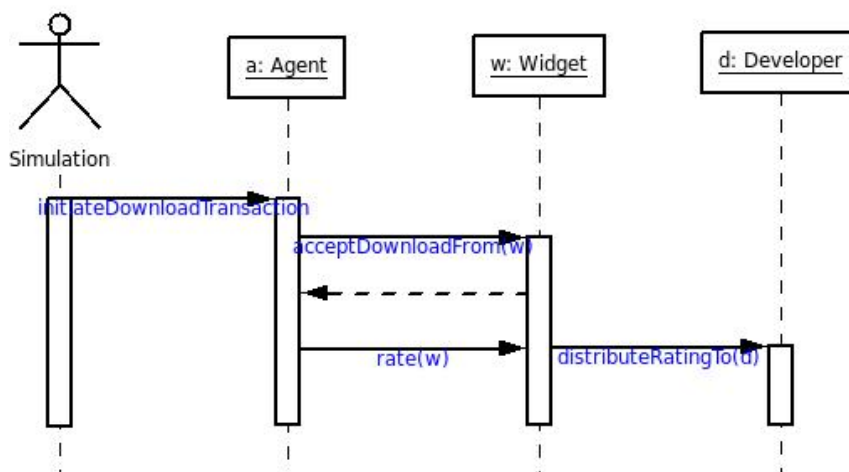 a: Agent
w: Widget
d: Developer
Simulation
initiateDownloadTransaction
acceptDownloadFrom(w)
rate(w)
distributeRatingTo(d)